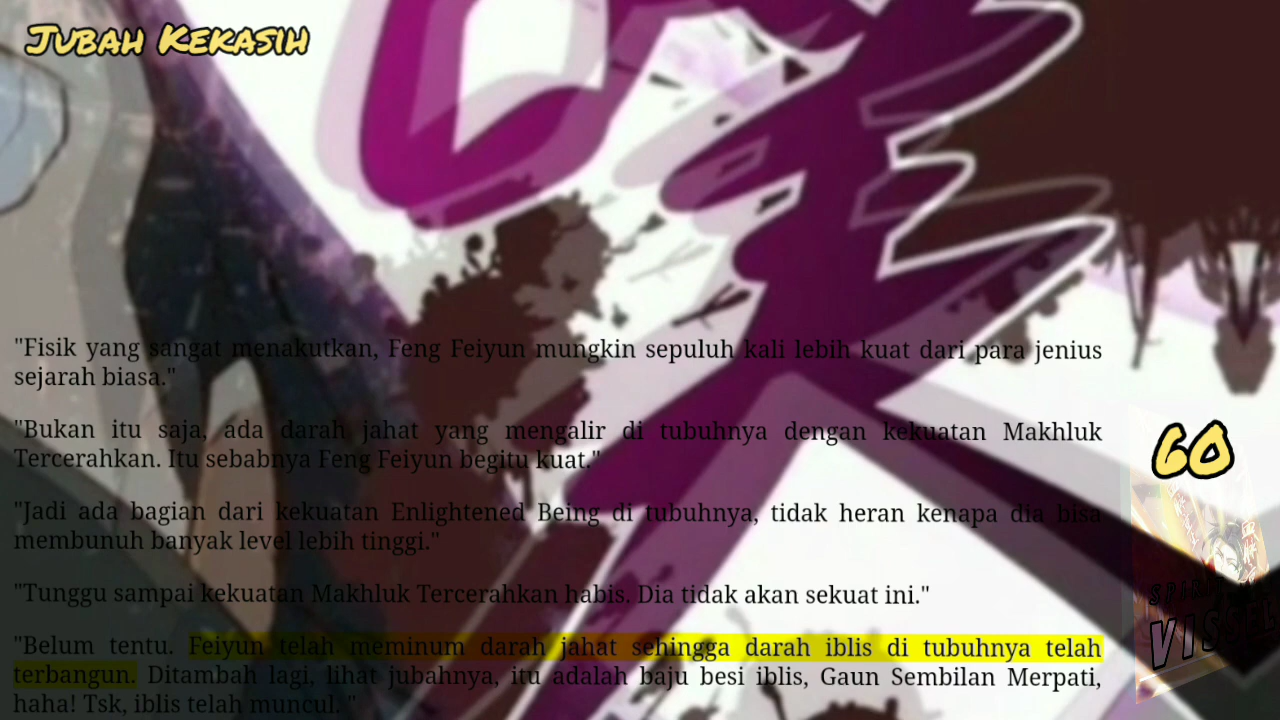 Jubah Kekasih
"Fisik yang sangat menakutkan, Feng Feiyun mungkin sepuluh kali lebih kuat dari para jenius
sejarah biasa."
"Bukan itu saja, ada darah jahat yang mengalir di tubuhnya dengan kekuatan Makhluk
Tercerahkan. Itu sebabnya Feng Feiyun begitu kuat."
"Jadi ada bagian dari kekuatan Enlightened Being di tubuhnya, tidak heran kenapa dia bisa
membunuh banyak level lebih tinggi."
"Tunggu sampai kekuatan Makhluk Tercerahkan habis. Dia tidak akan sekuat ini."
"Belum tentu. Feiyun telah meminum darah jahat sehingga darah iblis di tubuhnya telah
terbangun. Ditambah lagi, lihat jubahnya, itu adalah baju besi iblis, Gaun Sembilan Merpati,
haha! Tsk, iblis telah muncul. "
60
SPIRIT
VISSEL